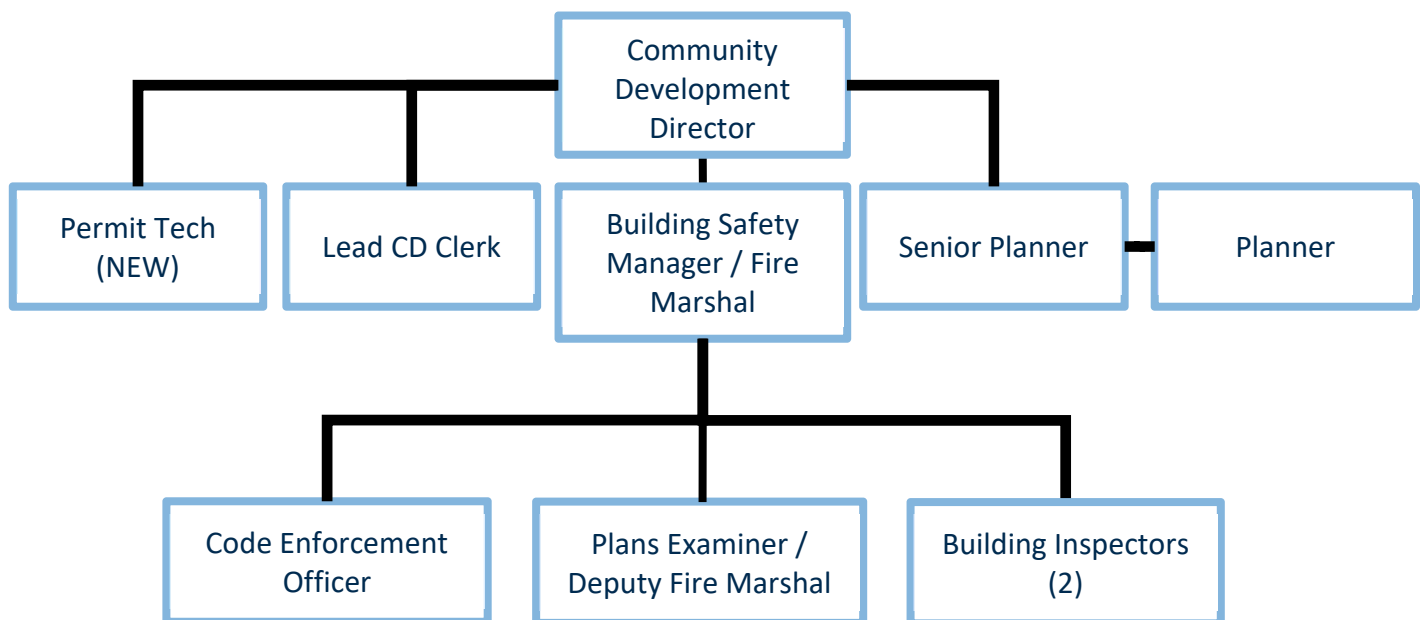 Community
Development
Director
Permit Tech
(NEW)
Lead CD Clerk
Building Safety
Manager / Fire
Marshal
Senior Planner
Planner
Code Enforcement
Officer
Plans Examiner /
Deputy Fire Marshal
Building Inspectors
(2)